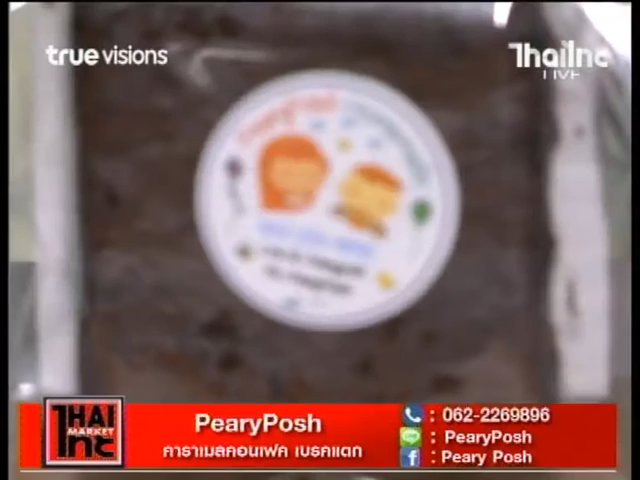 true visions
ThaiInc
LIVE
THAI
MARKET
Inc
PearyPosh
คาราเมลคอนเฟค เบรคแตก
: 062-2269896
: PearyPosh
: Peary Posh